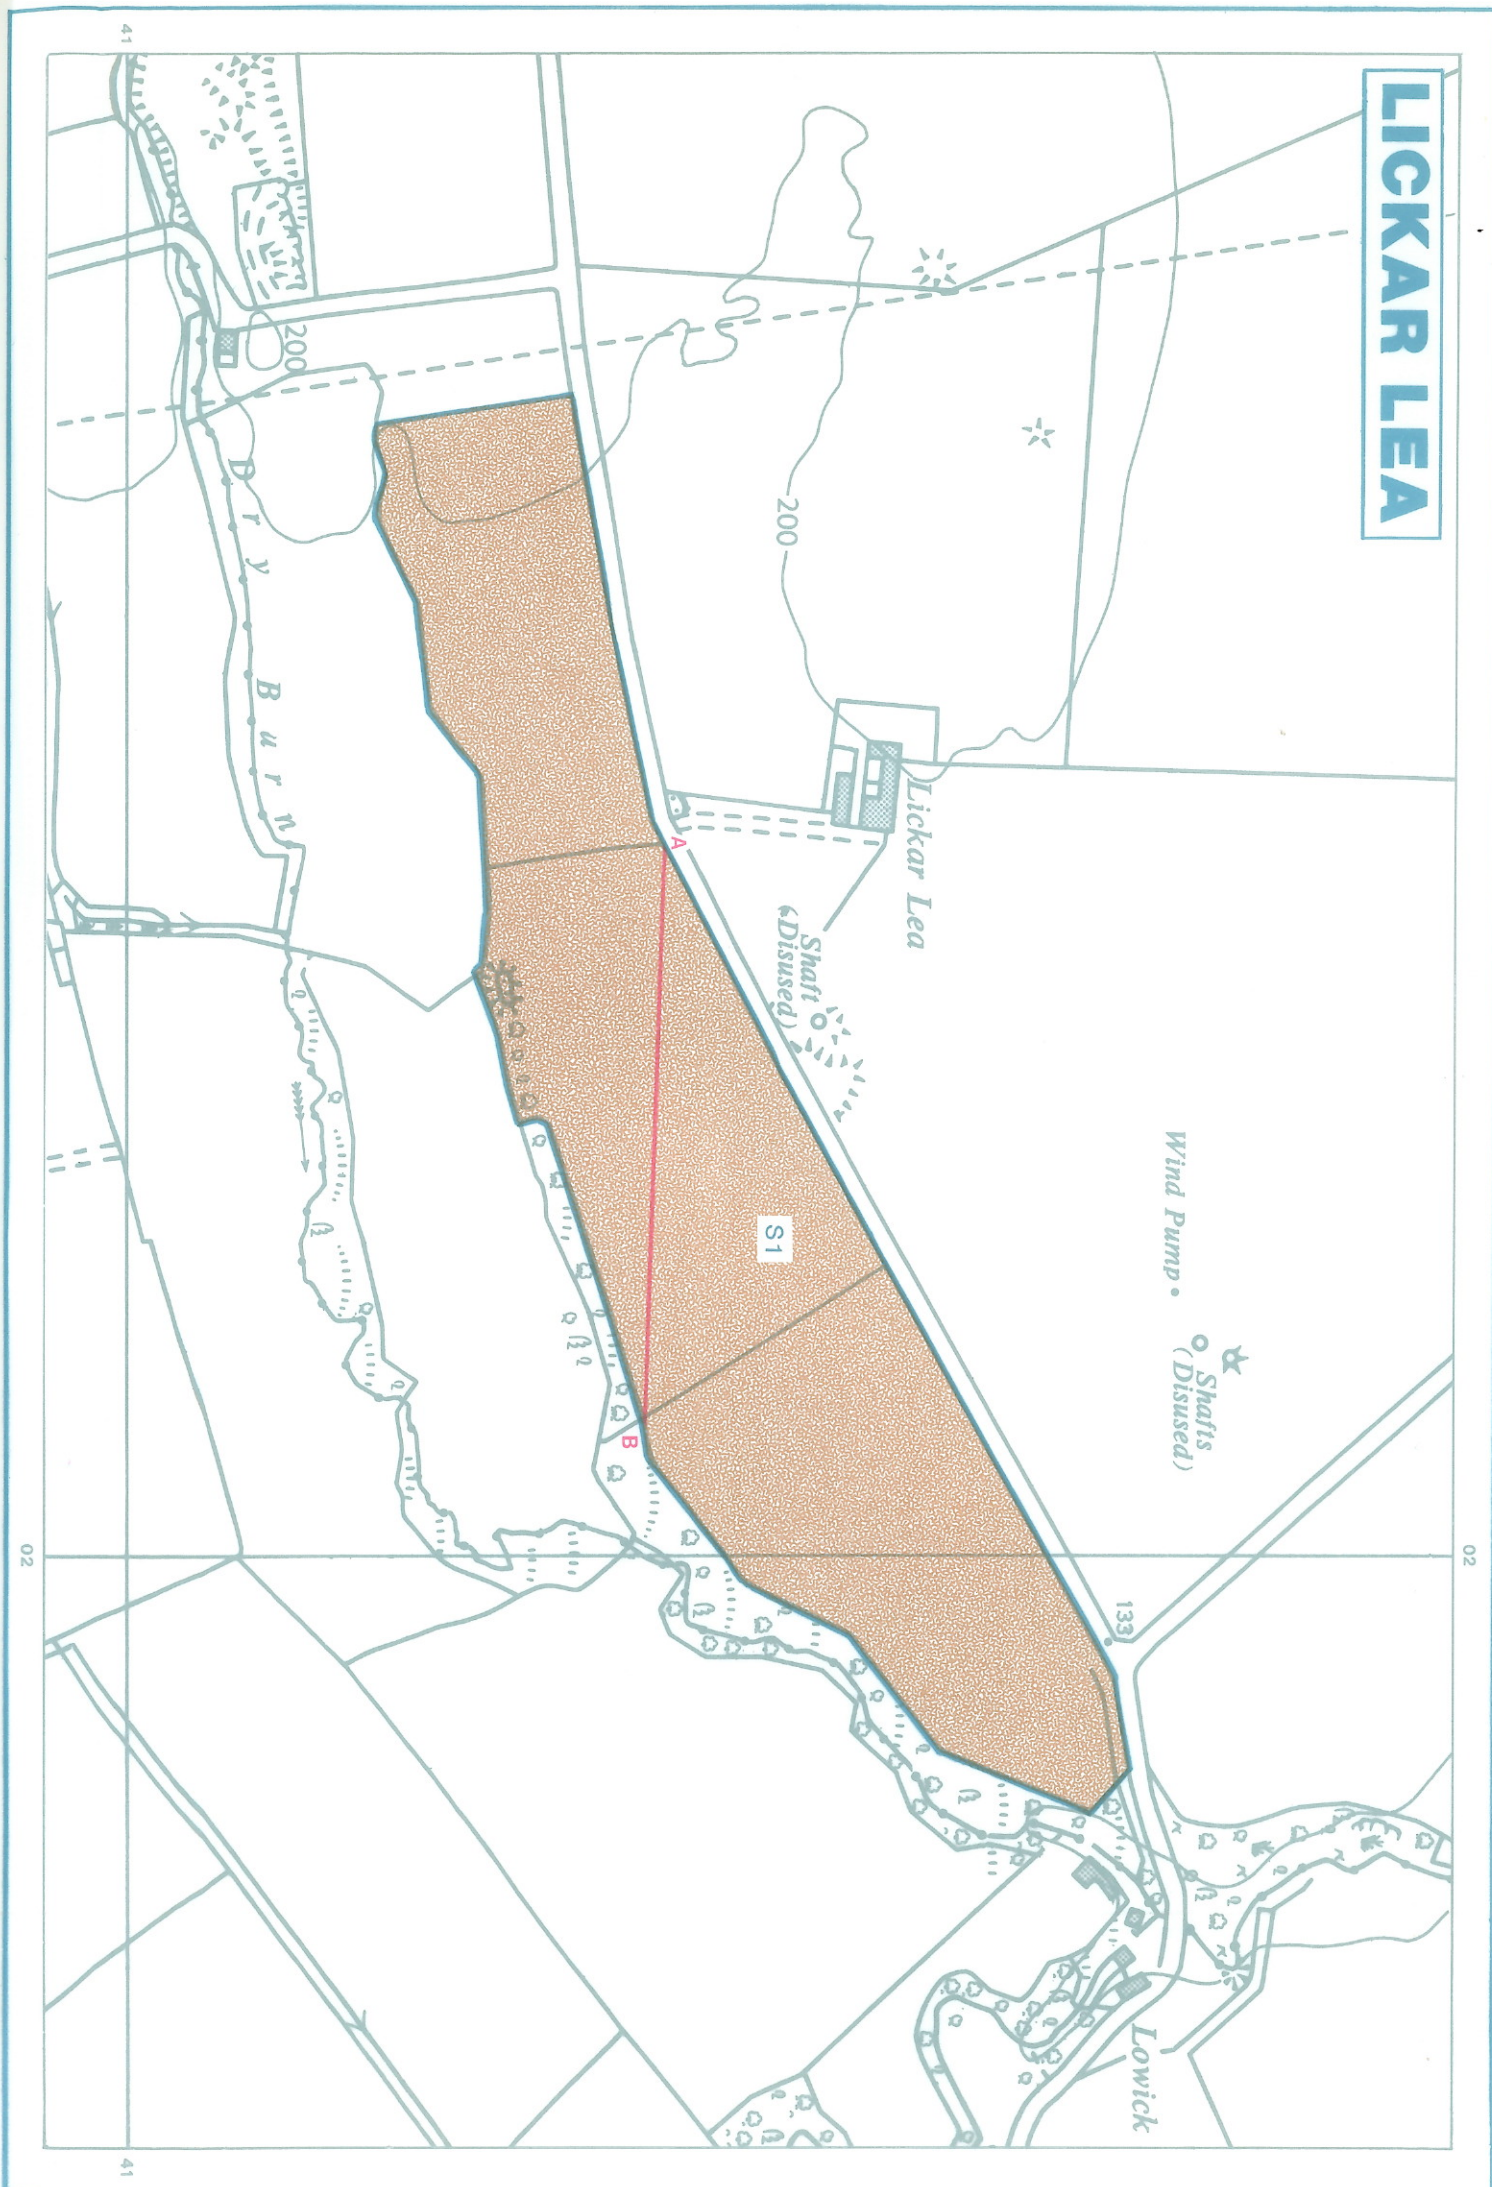 LICKAR LEA
41
02
02
41
200
200
Dry Burn
Lickar Lea
Shaft
(Disused)
Wind Pump
Shafts
(Disused)
133
Lowick
A
B
S1